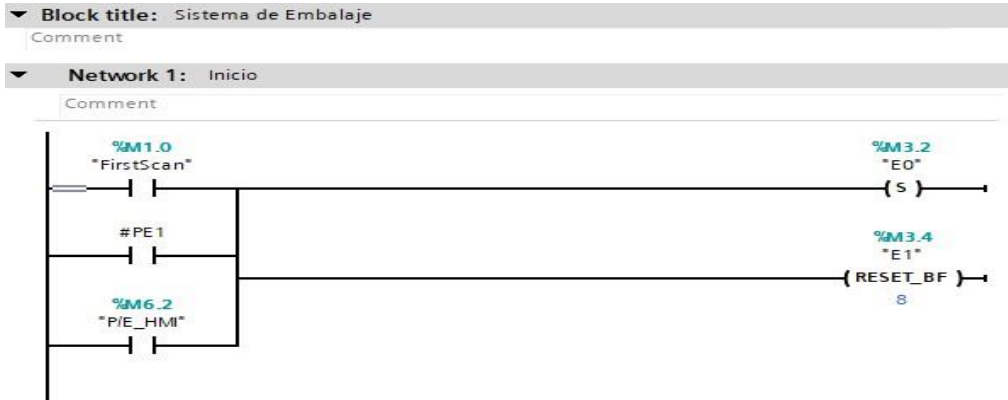 Block title: Sistema de Embalaje
Comment
Network 1: Inicio
Comment
%M1.0
"FirstScan"
%M3.2
"E0"
S
#PE1
%M3.4
"E1"
RESET_BF
8
%M6.2
"P/E_HMI"